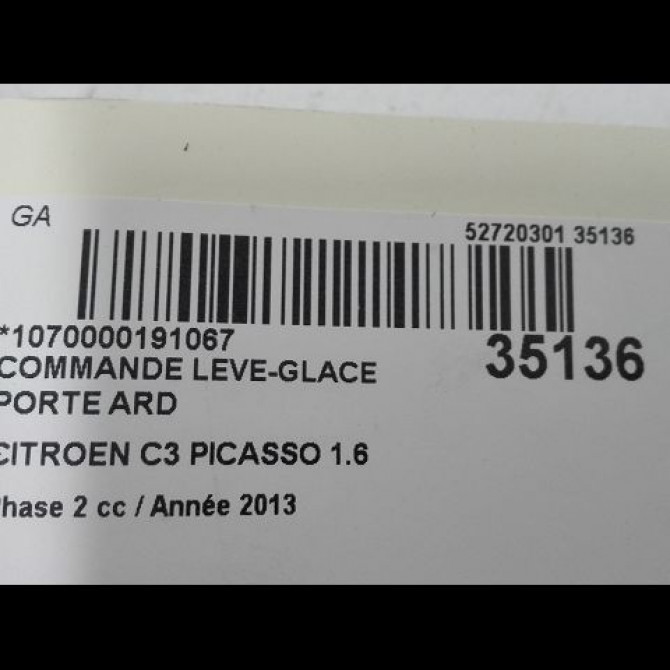 GA
52720301 35136
*1070000191067
35136
COMMANDE LEVE-GLACE
PORTE ARD
CITROEN C3 PICASSO 1.6
Phase 2 cc / Année 2013